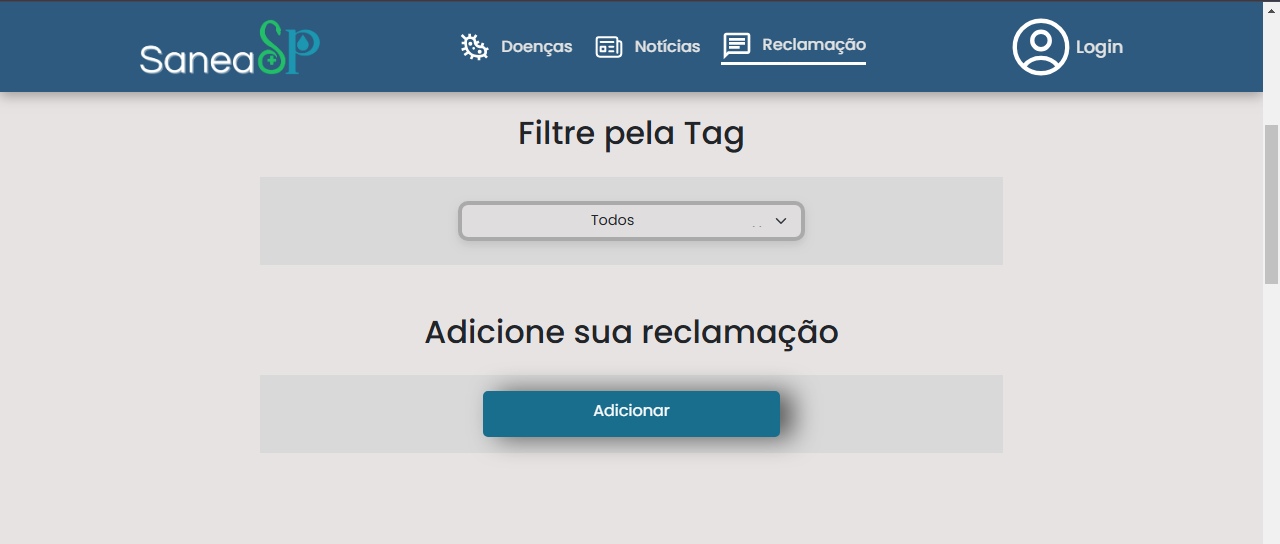 SaneaSP
Doenças
Notícias
Reclamação
Login
Filtre pela Tag
Todos
Adicione sua reclamação
Adicionar